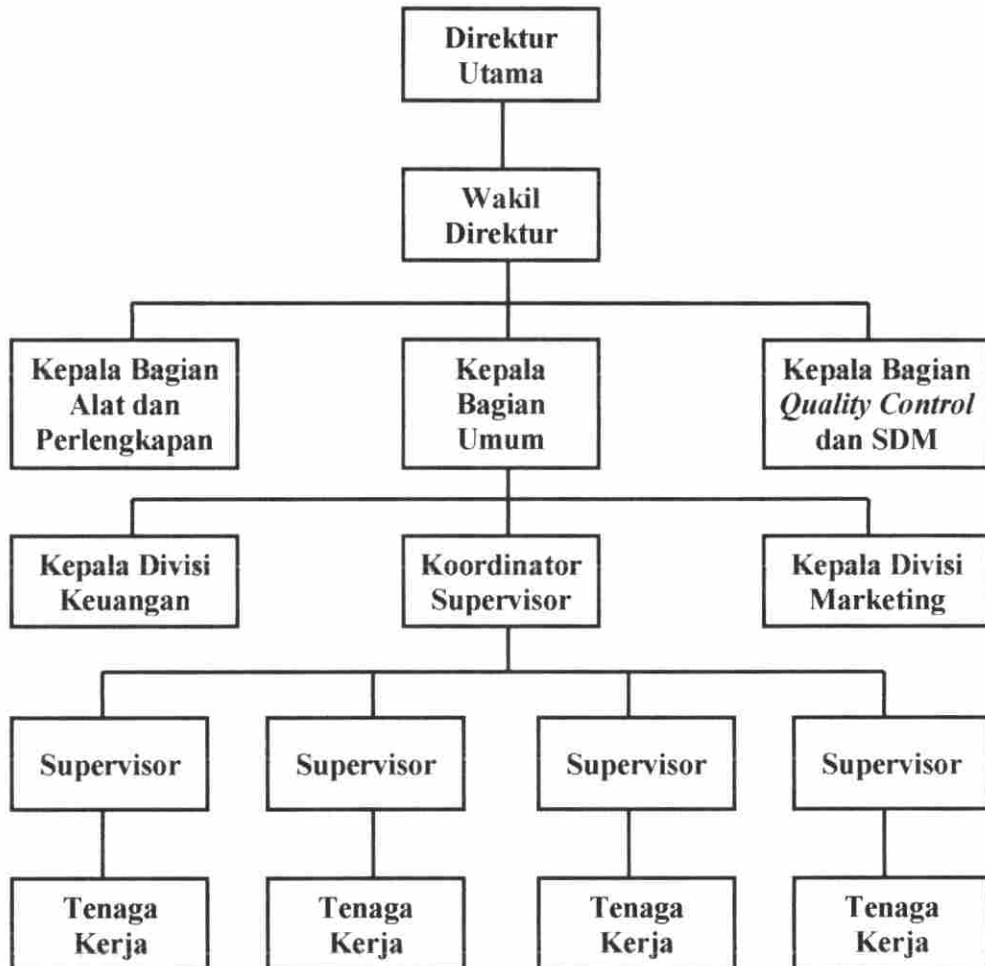 Direktur
Utama
Wakil
Direktur
Kepala Bagian
Alat dan
Perlengkapan
Kepala
Bagian
Umum
Kepala Bagian
Quality Control
dan SDM
Kepala Divisi
Keuangan
Koordinator
Supervisor
Kepala Divisi
Marketing
Supervisor
Supervisor
Supervisor
Supervisor
Tenaga
Kerja
Tenaga
Kerja
Tenaga
Kerja
Tenaga
Kerja